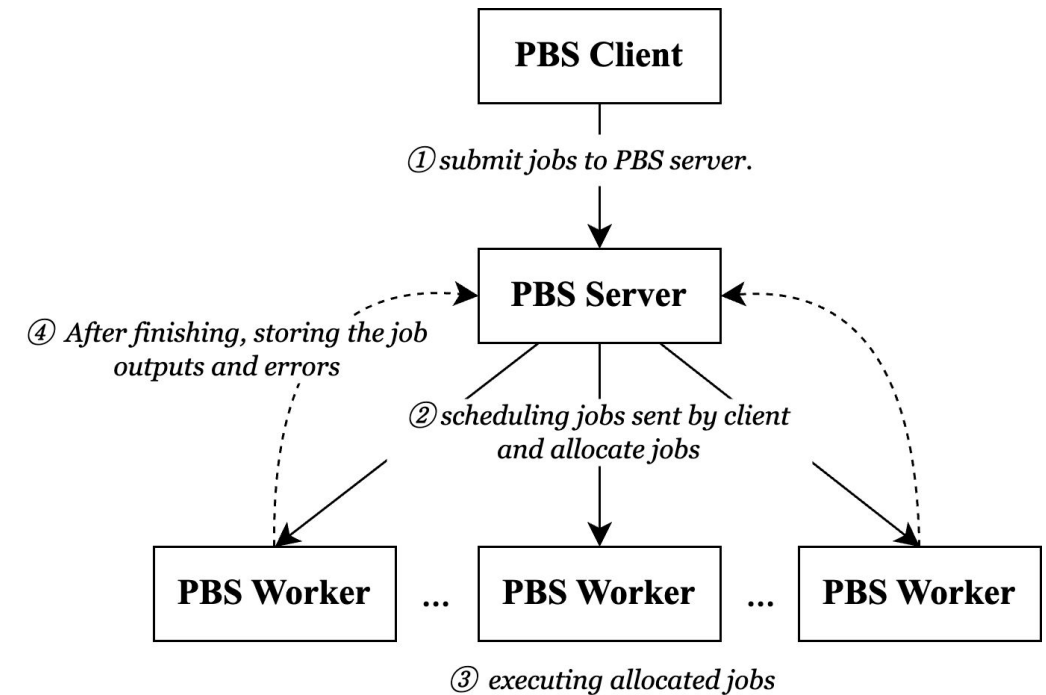 PBS Client
① submit jobs to PBS server.
PBS Server
④ After finishing, storing the job
outputs and errors
② scheduling jobs sent by client
and allocate jobs
PBS Worker ... PBS Worker ... PBS Worker
③ executing allocated jobs